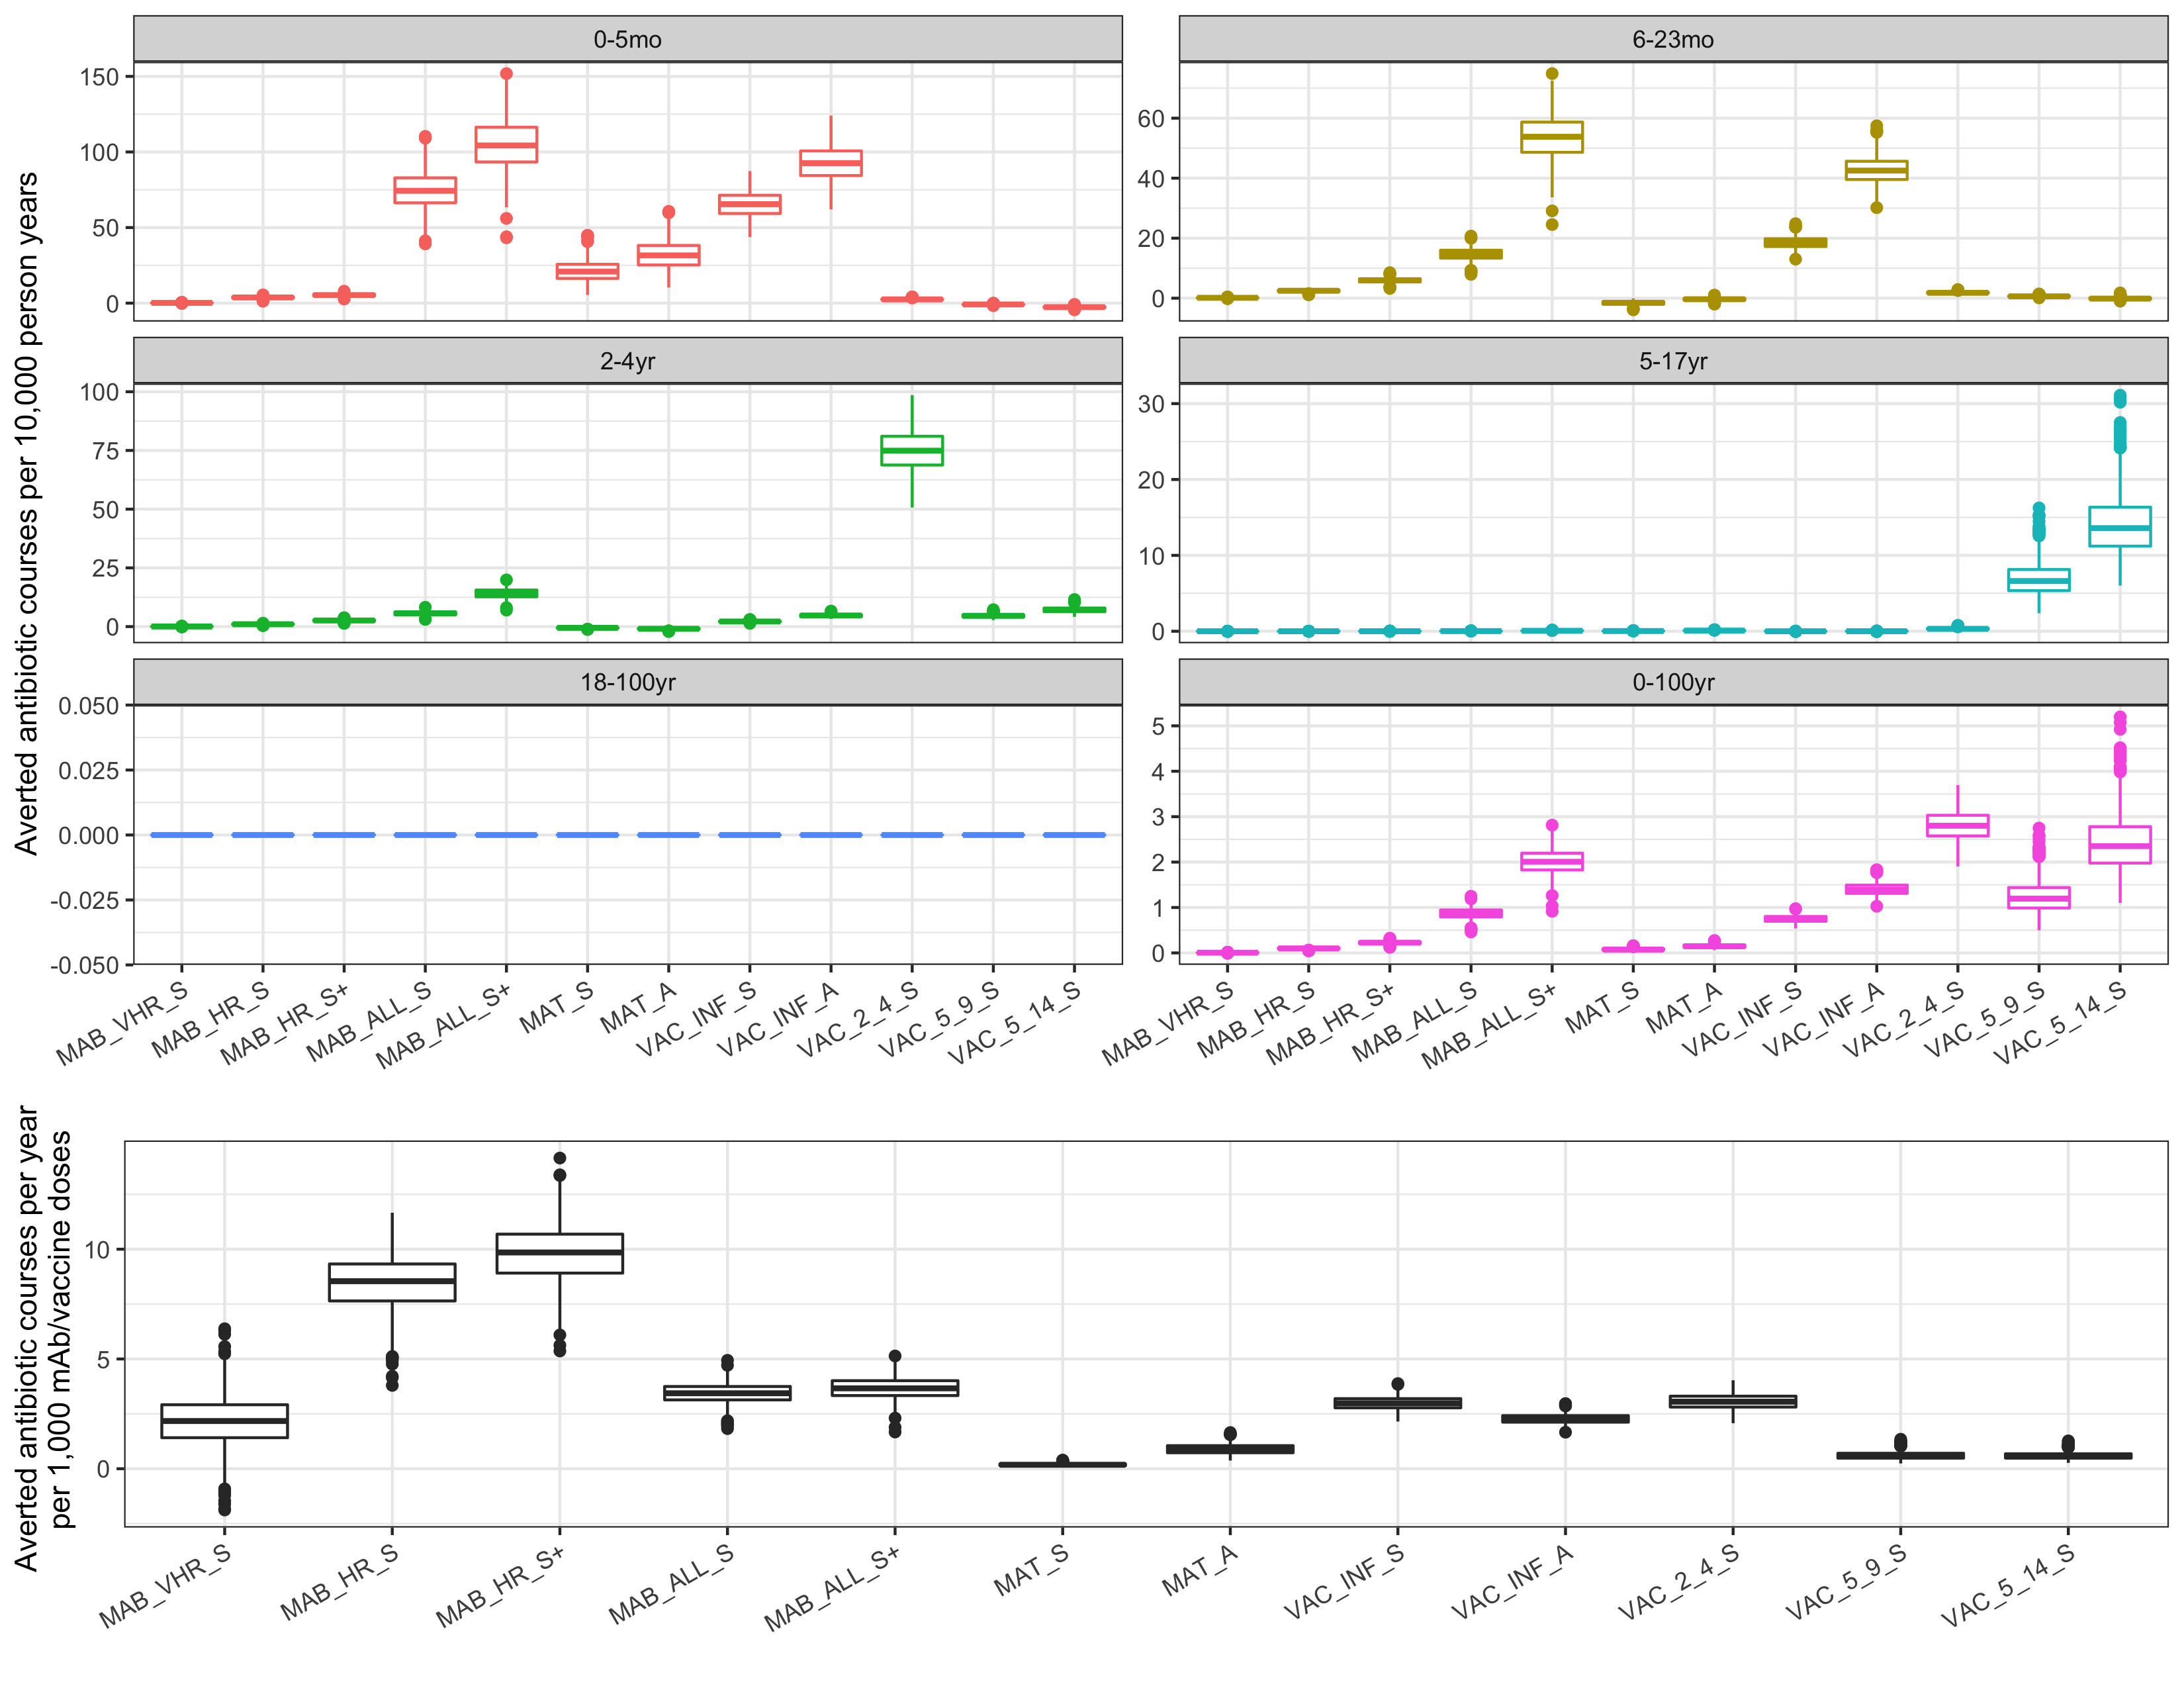 Averted antibiotic courses per 10,000 person years
0-5mo
150
100
50
0
6-23mo
60
40
20
0
2-4yr
100
75
50
25
0
5-17yr
30
20
10
0
18-100yr
0.050
0.025
0.000
-0.025
-0.050
0-100yr
5
4
3
2
1
0
MAB_VHR_S
MAB_HR_S
MAB_HR_S+
MAB_ALL_S
MAB_ALL_S+
MAT_S
MAT_A
VAC_INF_S
VAC_INF_A
VAC_2_4_S
VAC_5_9_S
VAC_5_14_S
MAB_VHR_S
MAB_HR_S
MAB_HR_S+
MAB_ALL_S
MAB_ALL_S+
MAT_S
MAT_A
VAC_INF_S
VAC_INF_A
VAC_2_4_S
VAC_5_9_S
VAC_5_14_S
Averted antibiotic courses per year
per 1,000 mAb/vaccine doses
10
5
0
MAB_VHR_S
MAB_HR_S
MAB_HR_S+
MAB_ALL_S
MAB_ALL_S+
MAT_S
MAT_A
VAC_INF_S
VAC_INF_A
VAC_2_4_S
VAC_5_9_S
VAC_5_14_S